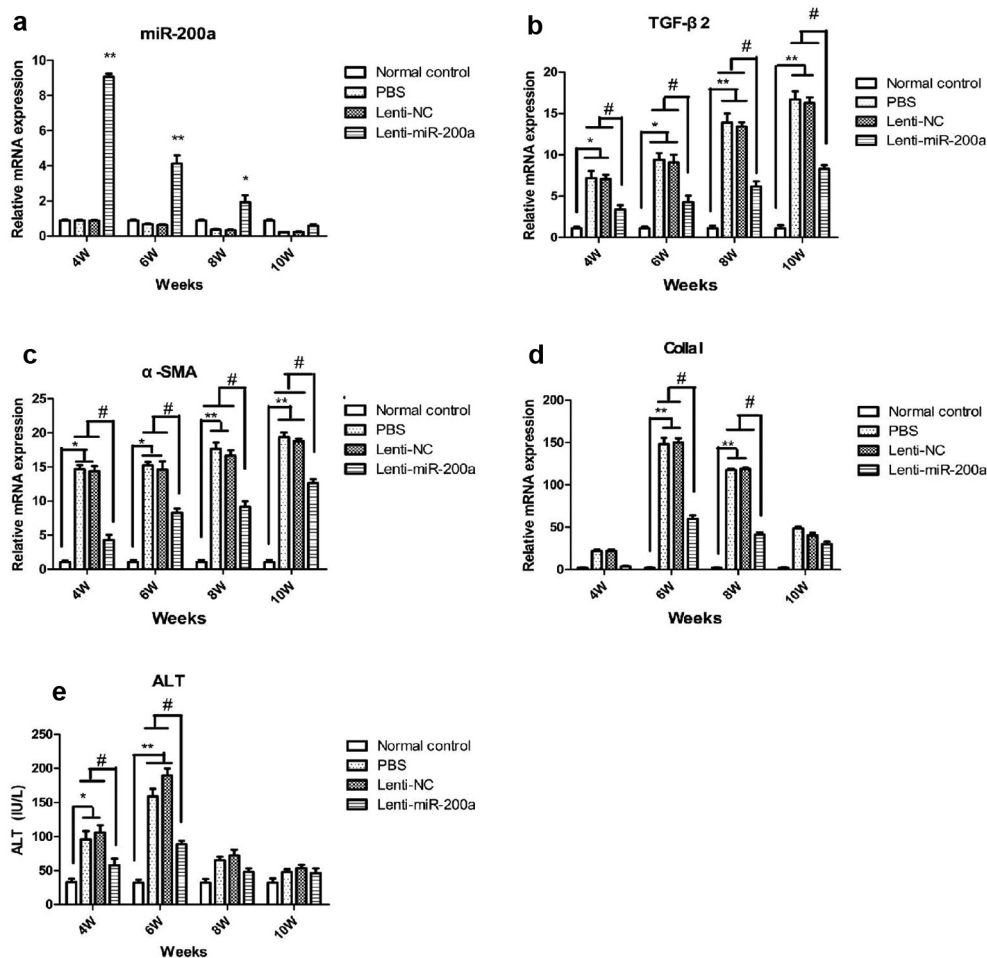 a
miR-200a
Relative mRNA expression
10
8
6
4
2
0
**
**
*
4W
6W
8W
10W
Weeks
Normal control
PBS
Lenti-NC
Lenti-miR-200a
b
TGF-β2
Relative mRNA expression
20
15
10
5
0
*
#
*
#
**
#
**
#
4W
6W
8W
10W
Weeks
Normal control
PBS
Lenti-NC
Lenti-miR-200a
c
α-SMA
Relative mRNA expression
25
20
15
10
5
0
*
#
*
#
**
#
**
#
4W
6W
8W
10W
Weeks
Normal control
PBS
Lenti-NC
Lenti-miR-200a
d
Colla I
Relative mRNA expression
200
150
100
50
0
**
#
**
#
4W
6W
8W
10W
Weeks
Normal control
PBS
Lenti-NC
Lenti-miR-200a
e
ALT
ALT (IU/L)
250
200
150
100
50
0
*
#
**
#
4W
6W
8W
10W
Weeks
Normal control
PBS
Lenti-NC
Lenti-miR-200a